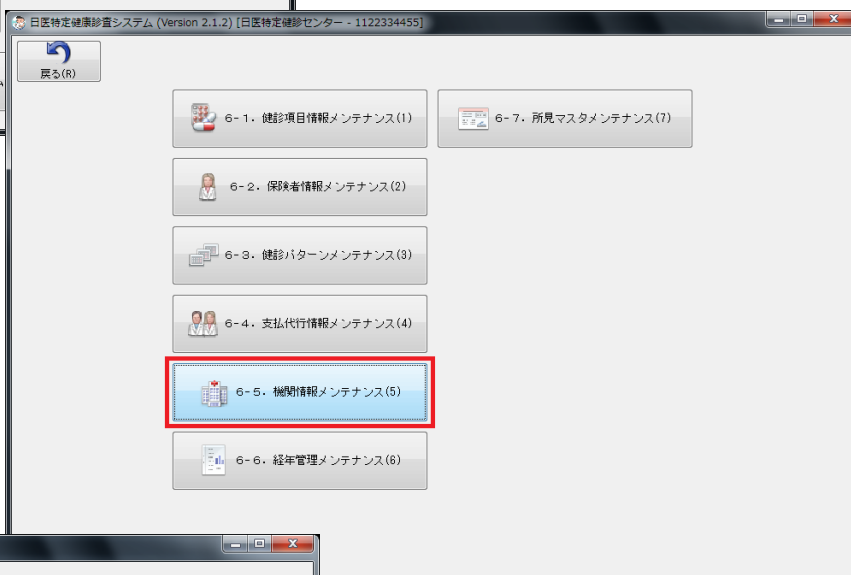 日医特定健康診査システム (Version 2.1.2) [日医特定健診センター - 1122334455]
戻る(R)
6-1．健診項目情報メンテナンス(1)
6-7．所見マスタメンテナンス(7)
6-2．保険者情報メンテナンス(2)
6-3．健診パターンメンテナンス(3)
6-4．支払代行情報メンテナンス(4)
6-5．機関情報メンテナンス(5)
6-6．経年管理メンテナンス(6)